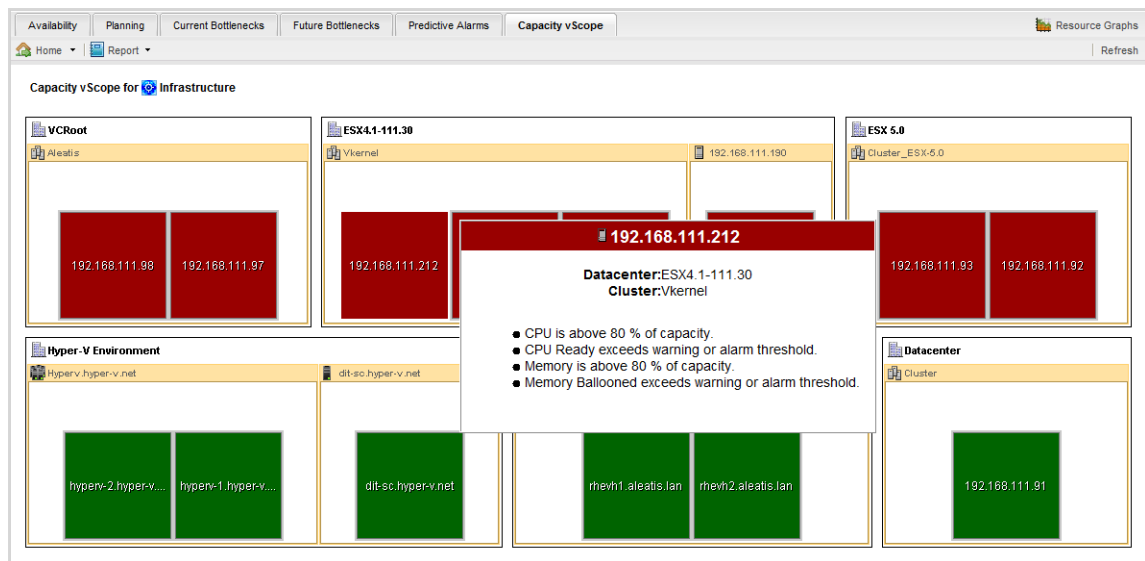 Availability
Planning
Current Bottlenecks
Future Bottlenecks
Predictive Alarms
Capacity vScope
Resource Graphs
Home
Report
Refresh
Capacity vScope for Infrastructure
VCRoot
Aleatis
192.168.111.98
192.168.111.97
ESX4.1-111.30
Vkernel
192.168.111.190
192.168.111.212
ESX 5.0
Cluster_ESX-5.0
192.168.111.93
192.168.111.92
192.168.111.212
Datacenter:ESX4.1-111.30
Cluster:Vkernel
● CPU is above 80 % of capacity.
● CPU Ready exceeds warning or alarm threshold.
● Memory is above 80 % of capacity.
● Memory Ballooned exceeds warning or alarm threshold.
Hyper-V Environment
Hyperv.hyper-v.net
dit-sc.hyper-v.net
hyperv-2.hyper-v....
hyperv-1.hyper-v....
dit-sc.hyper-v.net
rhevh1.aleatis.lan
rhevh2.aleatis.lan
Datacenter
Cluster
192.168.111.91